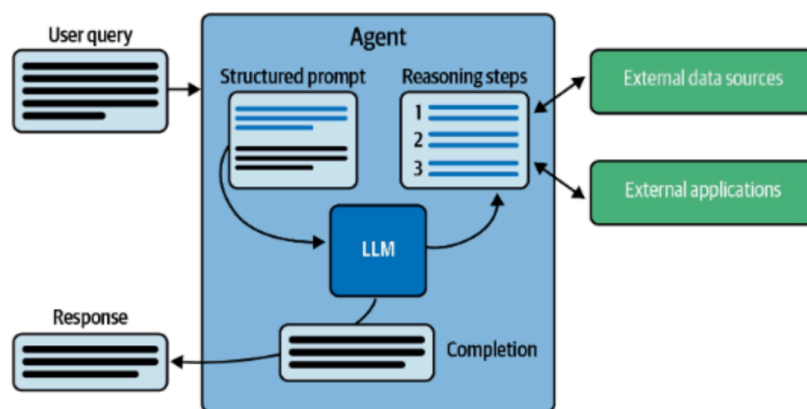 User query
Agent
Structured prompt
Reasoning steps
1
2
3
External data sources
External applications
LLM
Response
Completion